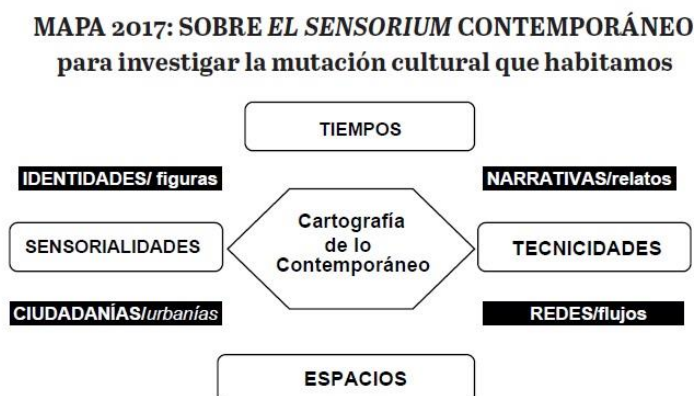 MAPA 2017: SOBRE EL SENSORIUM CONTEMPORÁNEO
para investigar la mutación cultural que habitamos
TIEMPOS
IDENTIDADES/ figuras
NARRATIVAS/relatos
SENSORIALIDADES
Cartografía
de lo
Contemporáneo
TECNICIDADES
CIUDADANÍAS/urbanías
REDES/flujos
ESPACIOS